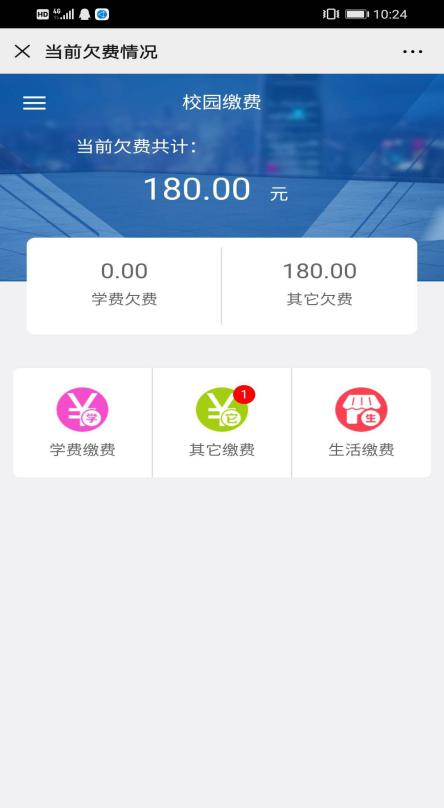 HD 4G 10:24
当前欠费情况
校园缴费
当前欠费共计：
180.00 元
0.00 180.00
学费欠费 其它欠费
学 它 1 生
学费缴费 其它缴费 生活缴费